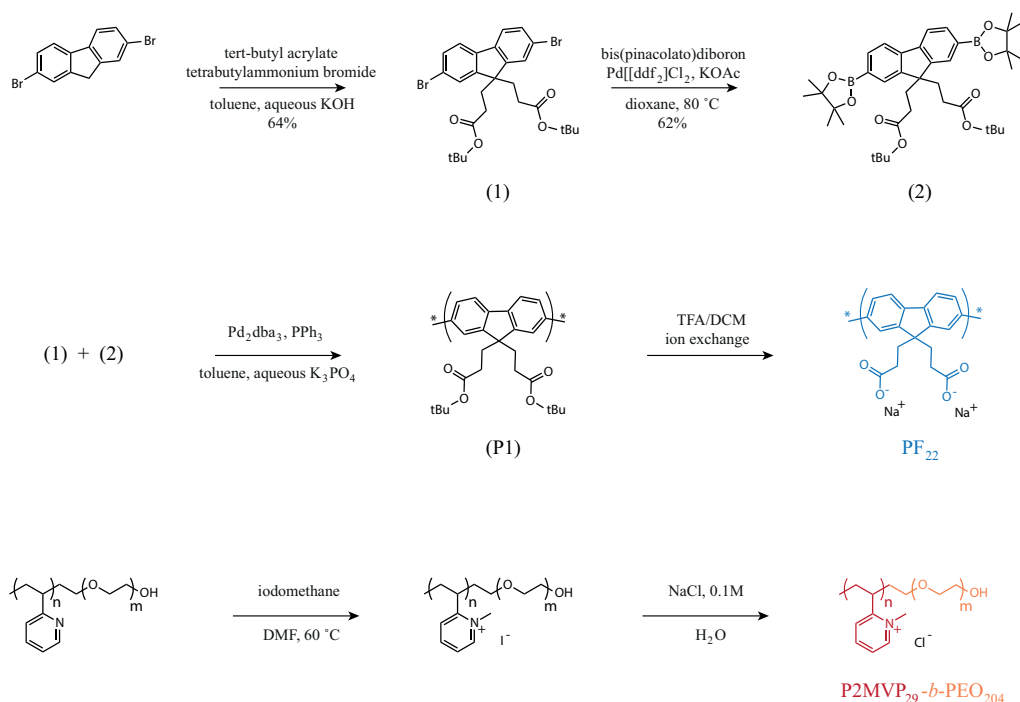 Br
Br
tert-butyl acrylate
tetrabutylammonium bromide
toluene, aqueous KOH
64%
Br
Br
O
O
tBu
O
O
tBu
(1)
bis(pinacolato)diboron
Pd[[ddf₂]Cl₂, KOAc
dioxane, 80 ˚C
62%
O
B
O
B
O
O
O
O
tBu
O
O
tBu
(2)
(1) + (2)
Pd₂dba₃, PPh₃
toluene, aqueous K₃PO₄
*
*
O
O
tBu
O
O
tBu
(P1)
TFA/DCM
ion exchange
*
*
O
O⁻
Na⁺
O
O⁻
Na⁺
PF₂₂
n
O
m
OH
N
iodomethane
DMF, 60 ˚C
n
O
m
OH
N
+
I⁻
NaCl, 0.1M
H₂O
n
O
m
OH
N
+
Cl⁻
P2MVP₂₉-b-PEO₂₀₄